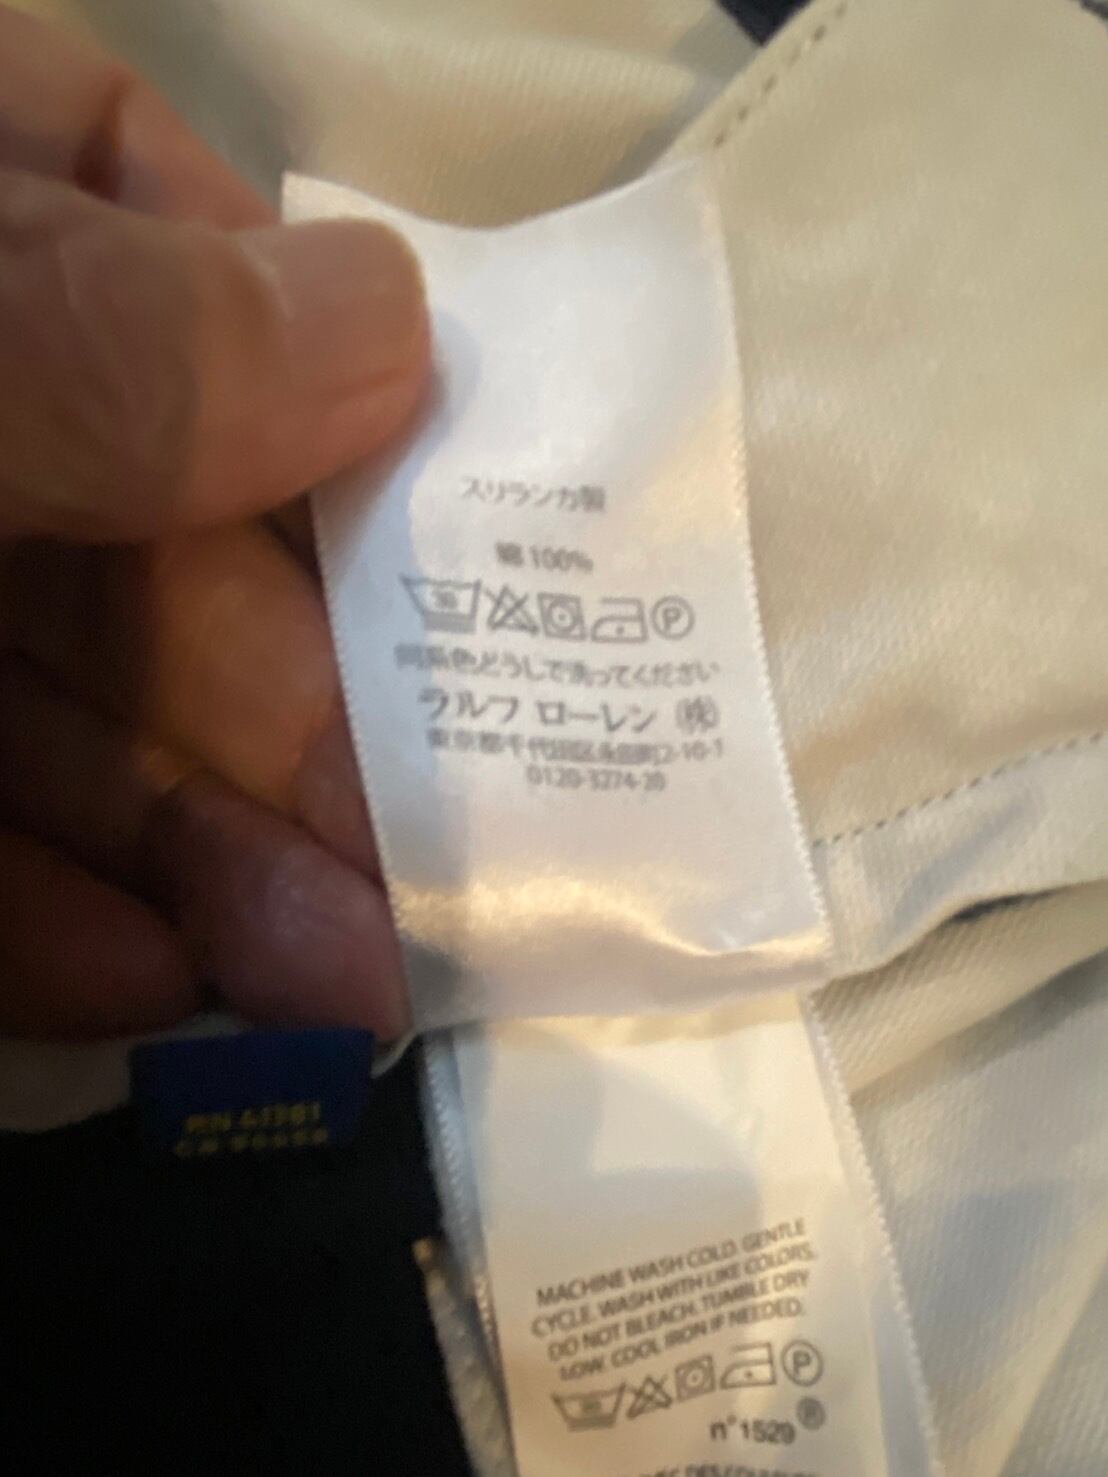 スリランカ製
綿100%
30
P
同系色どうしで洗ってください
ラルフ ローレン ㈱
東京都千代田区永田町2-10-1
0120-3274-20
RN 41381
MACHINE WASH COLD. GENTLE
CYCLE. WASH WITH LIKE COLORS.
DO NOT BLEACH. TUMBLE DRY
LOW. COOL IRON IF NEEDED.
30
P
n°1529®